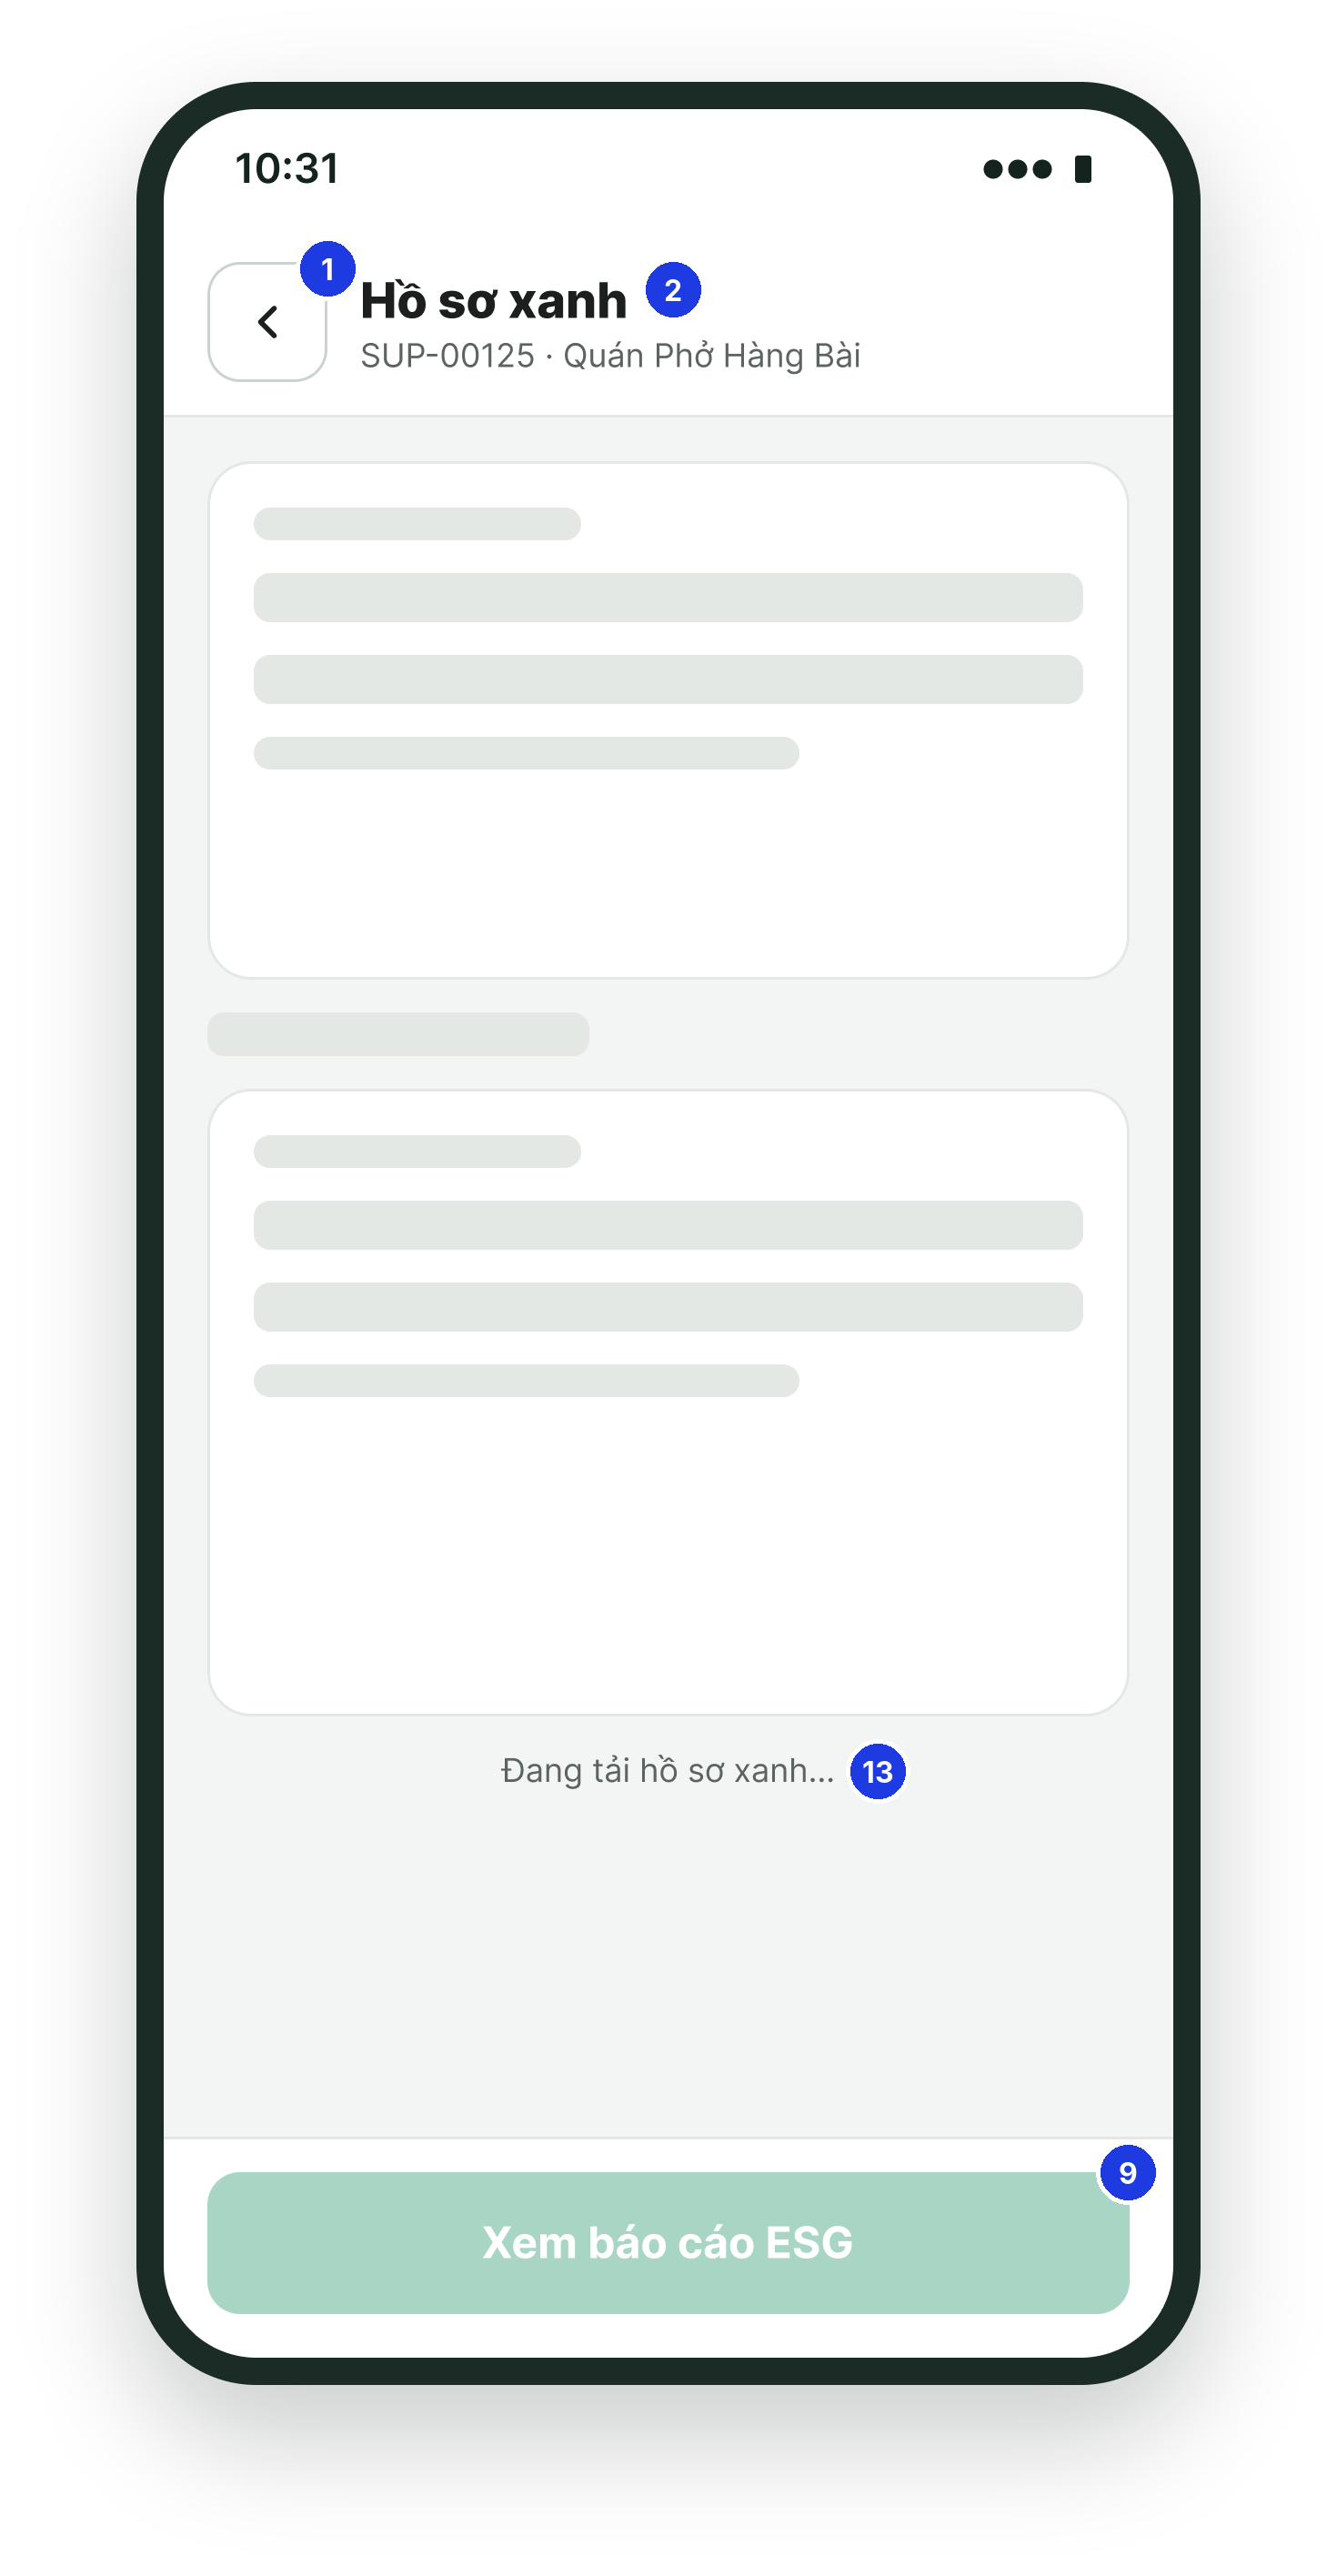 10:31
1
Hồ sơ xanh 2
SUP-00125 · Quán Phở Hàng Bài
Đang tải hồ sơ xanh... 13
9
Xem báo cáo ESG